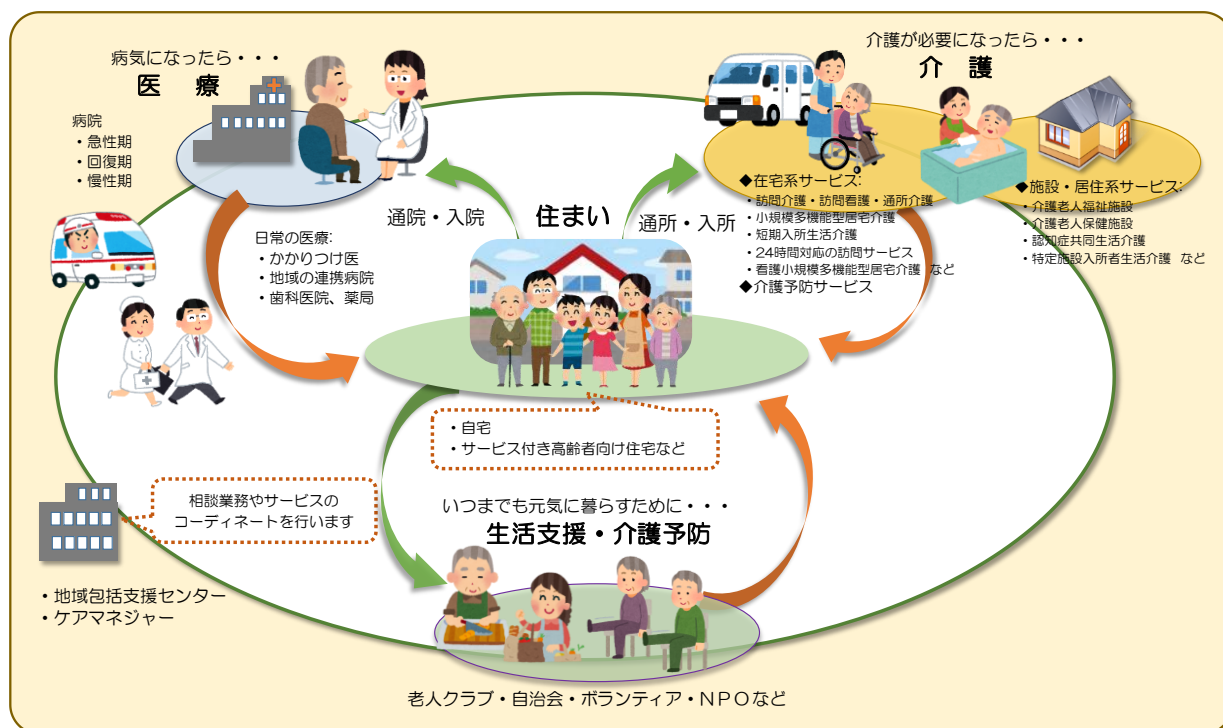 病気になったら・・・
医 療
病院
・急性期
・回復期
・慢性期
日常の医療:
・かかりつけ医
・地域の連携病院
・歯科医院、薬局
通院・入院
住まい
通所・入所
介護が必要になったら・・・
介 護
◆在宅系サービス:
・訪問介護・訪問看護・通所介護
・小規模多機能型居宅介護
・短期入所生活介護
・24時間対応の訪問サービス
・看護小規模多機能型居宅介護 など
◆介護予防サービス
◆施設・居住系サービス:
・介護老人福祉施設
・介護老人保健施設
・認知症共同生活介護
・特定施設入所者生活介護 など
・自宅
・サービス付き高齢者向け住宅など
相談業務やサービスの
コーディネートを行います
・地域包括支援センター
・ケアマネジャー
いつまでも元気に暮らすために・・・
生活支援・介護予防
老人クラブ・自治会・ボランティア・NPOなど